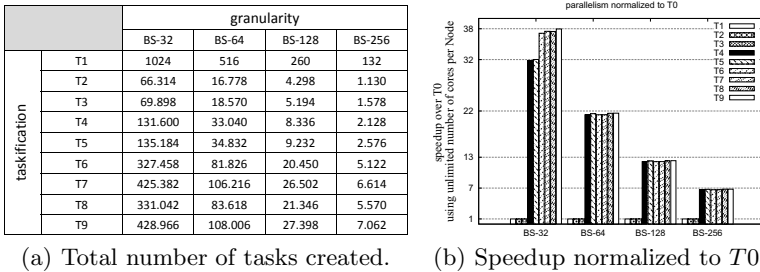 granularity
BS-32 BS-64 BS-128 BS-256
taskification
T1 1024 516 260 132
T2 66.314 16.778 4.298 1.130
T3 69.898 18.570 5.194 1.578
T4 131.600 33.040 8.336 2.128
T5 135.184 34.832 9.232 2.576
T6 327.458 81.826 20.450 5.122
T7 425.382 106.216 26.502 6.614
T8 331.042 83.618 21.346 5.570
T9 428.966 108.006 27.398 7.062
(a) Total number of tasks created.
parallelism normalized to T0
speedup over T0
using unlimited number of cores per Node
38
32
22
13
7
1
T1
T2
T3
T4
T5
T6
T7
T8
T9
BS-32 BS-64 BS-128 BS-256
(b) Speedup normalized to T0